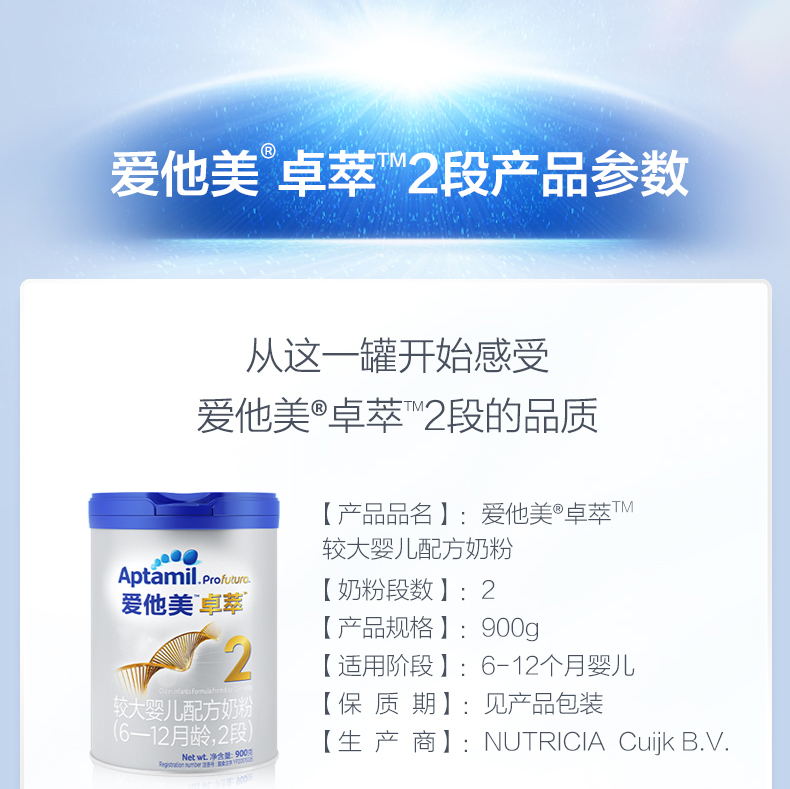 爱他美®卓萃™2段产品参数
从这一罐开始感受
爱他美®卓萃™2段的品质
【产品品名】：爱他美®卓萃™
较大婴儿配方奶粉
【奶粉段数】：2
【产品规格】：900g
【适用阶段】：6-12个月婴儿
【保 质 期】：见产品包装
【生 产 商】：NUTRICIA Cuijk B.V.
Aptamil Profutura
爱他美™卓萃™
2
较大婴儿配方奶粉
(6—12月龄,2段)
Net wt. 净含量: 900克